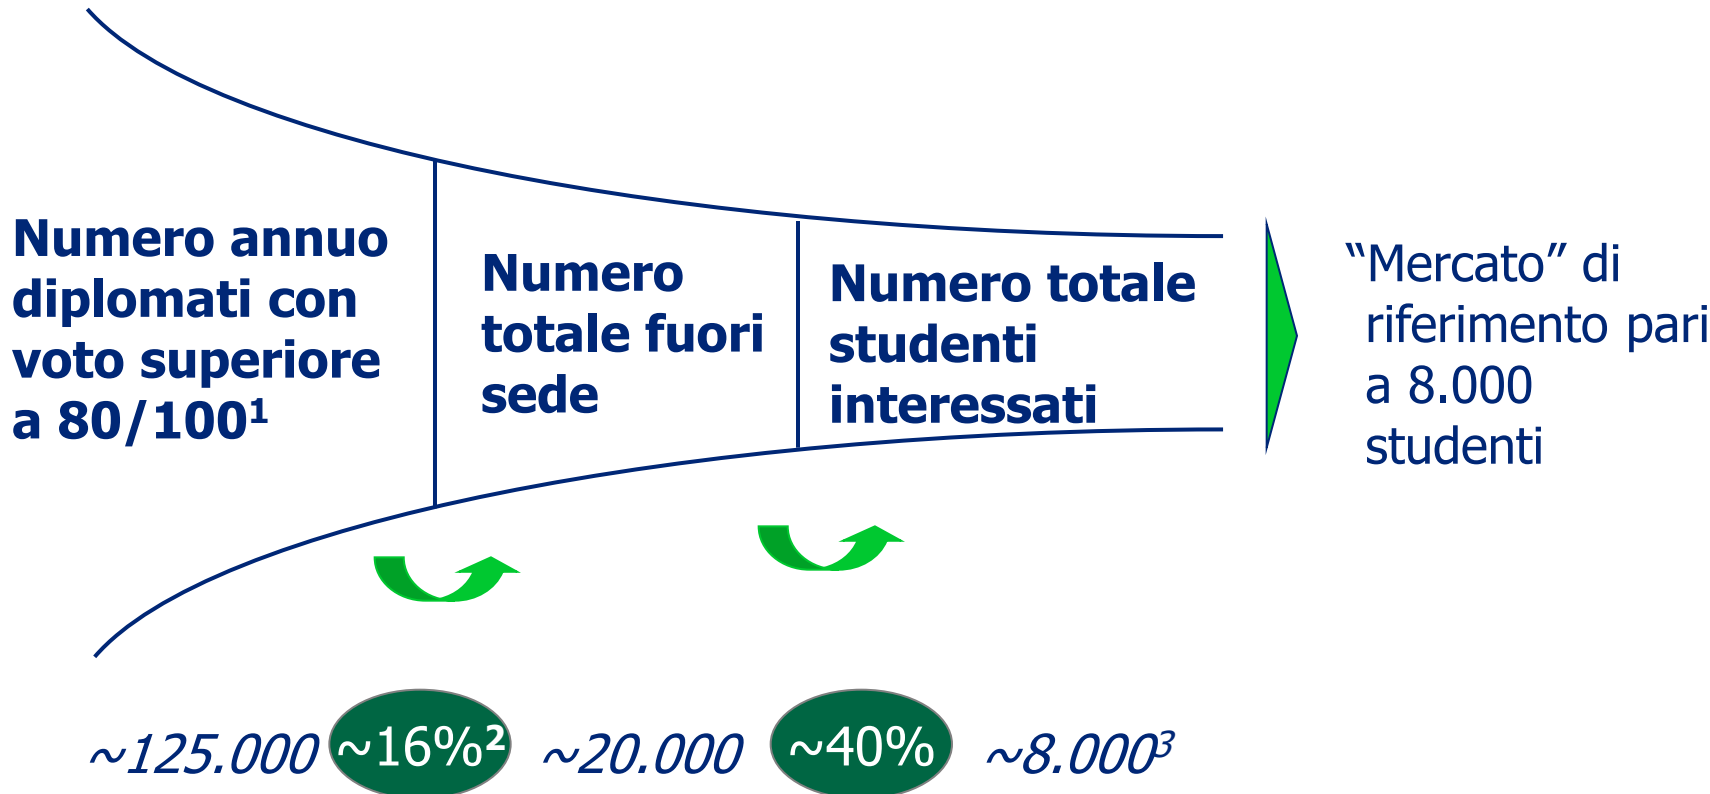 Numero annuo
diplomati con
voto superiore
a 80/100¹
Numero
totale fuori
sede
Numero totale
studenti
interessati
“Mercato” di
riferimento pari
a 8.000
studenti
~125.000
~16%²
~20.000
~40%
~8.000³